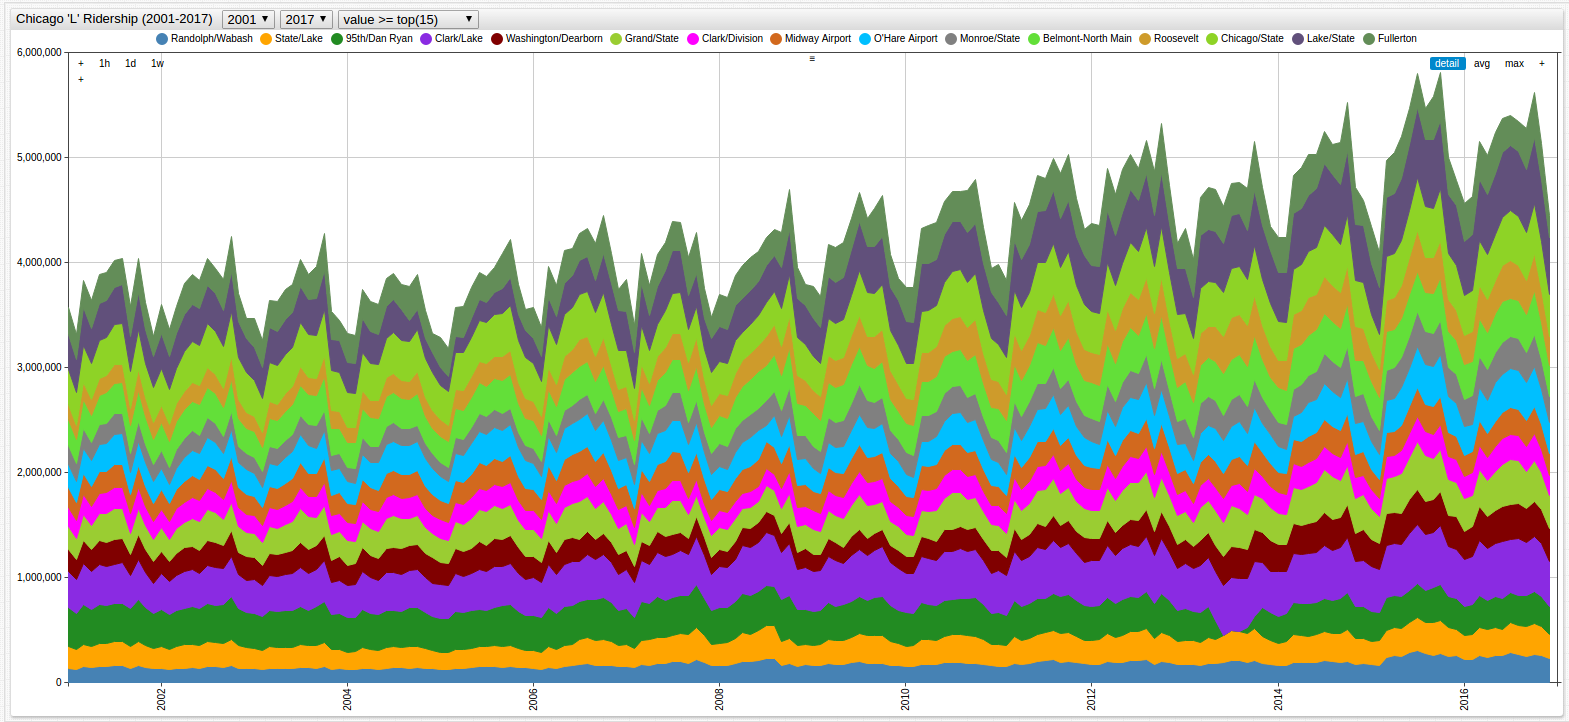 Chicago 'L' Ridership (2001-2017) 2001 ▼ 2017 ▼ value >= top(15) ▼
Randolph/Wabash State/Lake 95th/Dan Ryan Clark/Lake Washington/Dearborn Grand/State Clark/Division Midway Airport O'Hare Airport Monroe/State Belmont-North Main Roosevelt Chicago/State Lake/State Fullerton
6,000,000
+ 1h 1d 1w ≡ detail avg max +
+
5,000,000
4,000,000
3,000,000
2,000,000
1,000,000
0
2002 2004 2006 2008 2010 2012 2014 2016